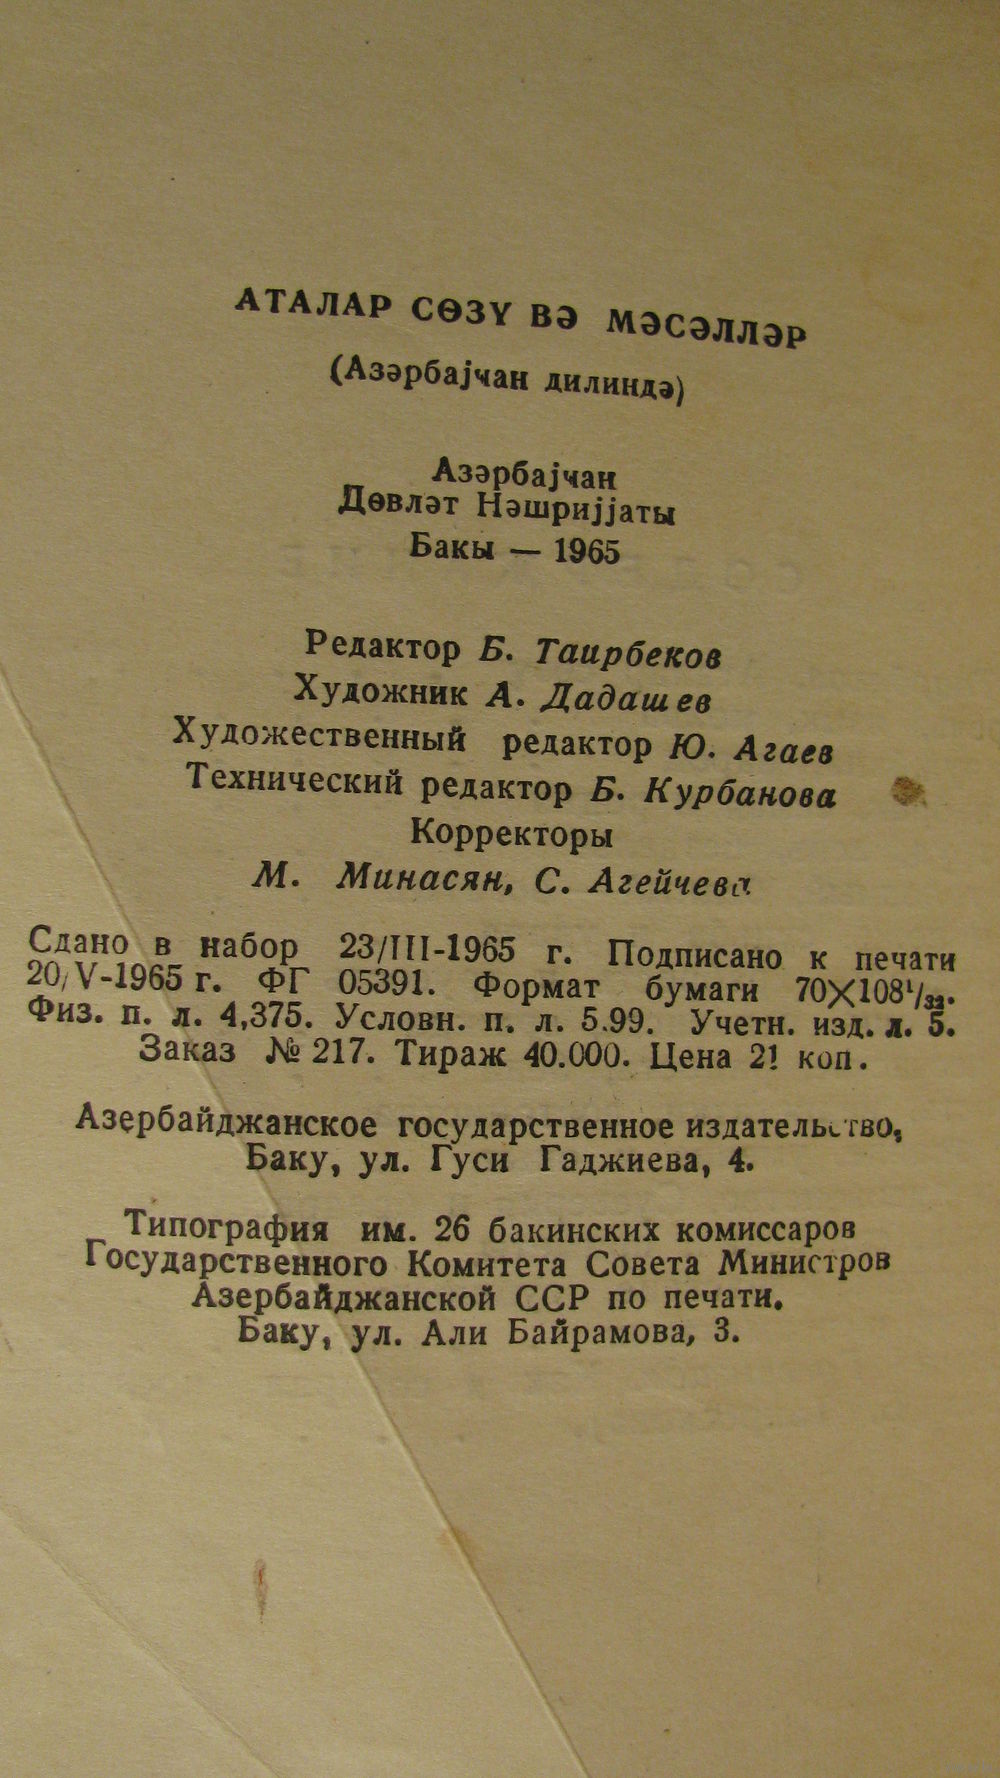 АТАЛАР СӨЗҮ ВӘ МӘСӘЛЛӘР
(Азәрбајҹан дилиндә)
Азәрбајҹан
Дөвләт Нәшријјаты
Бакы — 1965
Редактор Б. Таирбеков
Художник А. Дадашев
Художественный редактор Ю. Агаев
Технический редактор Б. Курбанова
Корректоры
М. Минасян, С. Агейчева
Сдано в набор 23/III-1965 г. Подписано к печати
20/V-1965 г. ФГ 05391. Формат бумаги 70×108¹/₃₂.
Физ. п. л. 4,375. Условн. п. л. 5.99. Учетн. изд. л. 5.
Заказ № 217. Тираж 40.000. Цена 21 коп.
Азербайджанское государственное издательство,
Баку, ул. Гуси Гаджиева, 4.
Типография им. 26 бакинских комиссаров
Государственного Комитета Совета Министров
Азербайджанской ССР по печати.
Баку, ул. Али Байрамова, 3.